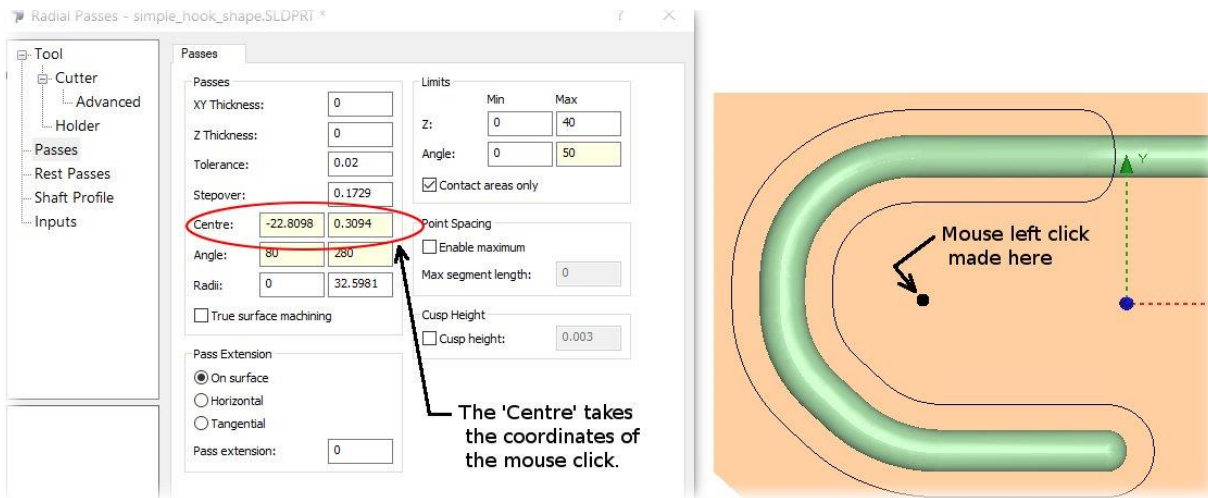 Radial Passes - simple_hook_shape.SLDPRT *
?
Tool
Cutter
Advanced
Holder
Passes
Rest Passes
Shaft Profile
Inputs
Passes
Passes
XY Thickness: 0
Z Thickness: 0
Tolerance: 0.02
Stepover: 0.1729
Centre: -22.8098 0.3094
Angle: 80 280
Radii: 0 32.5981
True surface machining
Pass Extension
On surface
Horizontal
Tangential
Pass extension: 0
Limits
Min Max
Z: 0 40
Angle: 0 50
Contact areas only
Point Spacing
Enable maximum
Max segment length: 0
Cusp Height
Cusp height: 0.003
The 'Centre' takes
the coordinates of
the mouse click.
Mouse left click
made here
Y